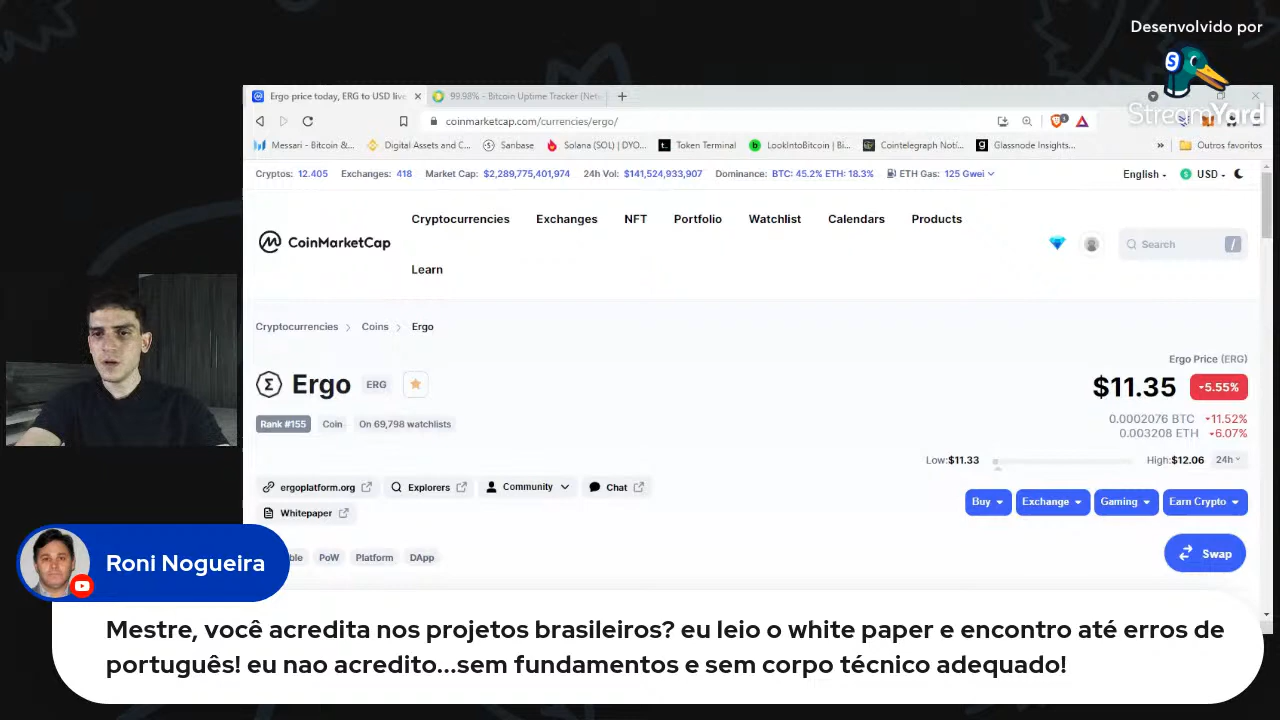 Desenvolvido por
StreamYard
Ergo price today, ERG to USD live
99.98% - Bitcoin Uptime Tracker (Net
coinmarketcap.com/currencies/ergo/
Messari - Bitcoin &... Digital Assets and C... Sanbase Solana (SOL) | DYO... Token Terminal LookIntoBitcoin | Bi... Cointelegraph Notí... Glassnode Insights... » Outros favoritos
Cryptos: 12.405 Exchanges: 418 Market Cap: $2,289,775,401,974 24h Vol: $141,524,933,907 Dominance: BTC: 45.2% ETH: 18.3% ETH Gas: 125 Gwei English USD
Cryptocurrencies Exchanges NFT Portfolio Watchlist Calendars Products
CoinMarketCap Search /
Learn
Cryptocurrencies > Coins > Ergo
Ergo Price (ERG)
Ergo ERG $11.35 5.55%
Rank #155 Coin On 69,798 watchlists
0.0002076 BTC 11.52%
0.003208 ETH 6.07%
Low:$11.33 High:$12.06 24h
ergoplatform.org Explorers Community Chat
Buy Exchange Gaming Earn Crypto
Whitepaper
PoW Platform DApp
Swap
Roni Nogueira
Mestre, você acredita nos projetos brasileiros? eu leio o white paper e encontro até erros de
português! eu nao acredito...sem fundamentos e sem corpo técnico adequado!